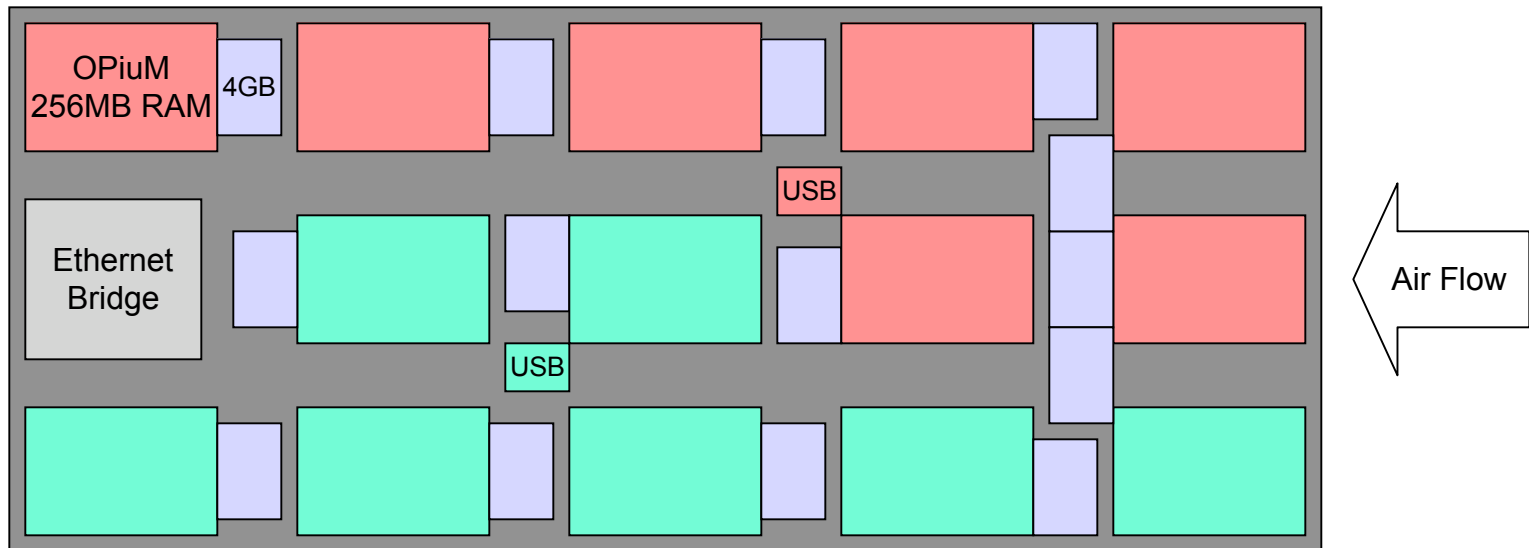 OPiuM
256MB RAM
4GB
USB
Ethernet
Bridge
Air Flow
USB